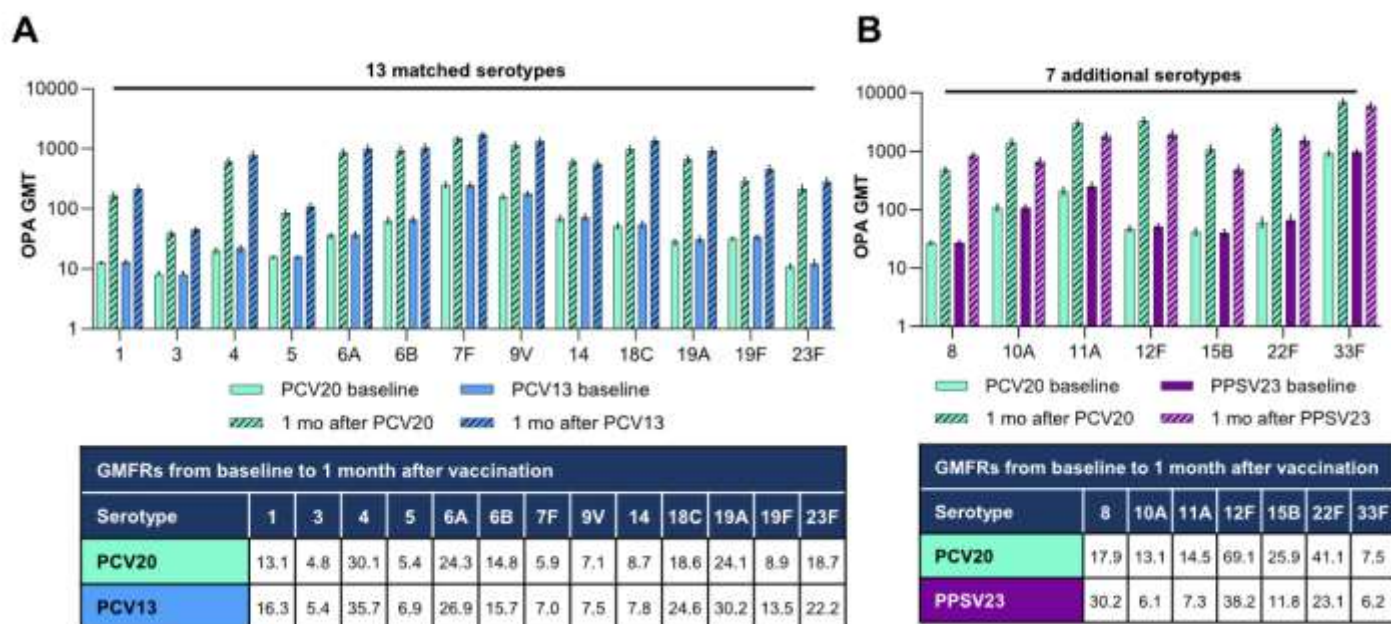 A
13 matched serotypes
OPA GMT
10000
1000
100
10
1
1 3 4 5 6A 6B 7F 9V 14 18C 19A 19F 23F
PCV20 baseline PCV13 baseline
1 mo after PCV20 1 mo after PCV13
GMFRs from baseline to 1 month after vaccination
Serotype 1 3 4 5 6A 6B 7F 9V 14 18C 19A 19F 23F
PCV20 13.1 4.8 30.1 5.4 24.3 14.8 5.9 7.1 8.7 18.6 24.1 8.9 18.7
PCV13 16.3 5.4 35.7 6.9 26.9 15.7 7.0 7.5 7.8 24.6 30.2 13.5 22.2
B
7 additional serotypes
OPA GMT
10000
1000
100
10
1
8 10A 11A 12F 15B 22F 33F
PCV20 baseline PPSV23 baseline
1 mo after PCV20 1 mo after PPSV23
GMFRs from baseline to 1 month after vaccination
Serotype 8 10A 11A 12F 15B 22F 33F
PCV20 17.9 13.1 14.5 69.1 25.9 41.1 7.5
PPSV23 30.2 6.1 7.3 38.2 11.8 23.1 6.2